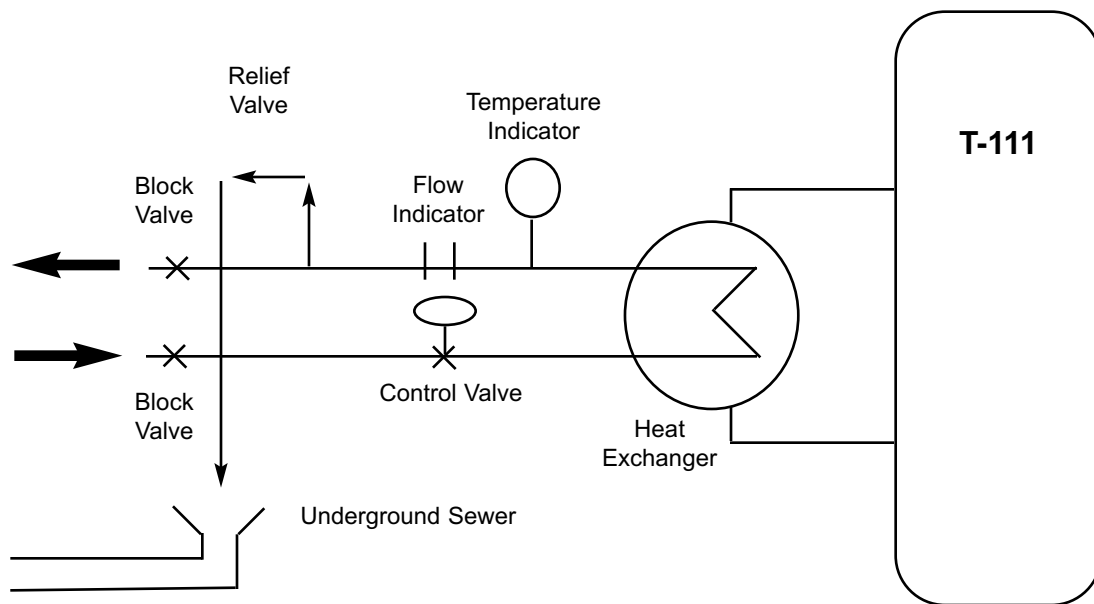 Relief
Valve
Temperature
Indicator
T-111
Block
Valve
Flow
Indicator
Control Valve
Block
Valve
Heat
Exchanger
Underground Sewer